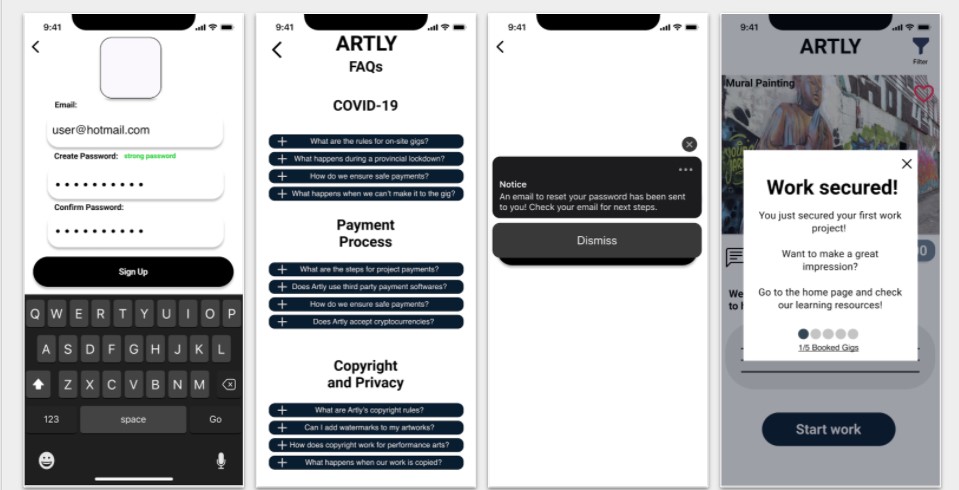 9:41
Email:
user@hotmail.com
Create Password: strong password
Confirm Password:
Sign Up
Q W E R T Y U I O P
A S D F G H J K L
Z X C V B N M
123 space Go
9:41
ARTLY
FAQs
COVID-19
What are the rules for on-site gigs?
What happens during a provincial lockdown?
How do we ensure safe payments?
What happens when we can't make it to the gig?
Payment
Process
What are the steps for project payments?
Does Artly use third party payment softwares?
How do we ensure safe payments?
Does Artly accept cryptocurrencies?
Copyright
and Privacy
What are Artly's copyright rules?
Can I add watermarks to my artworks?
How does copyright work for performance arts?
What happens when our work is copied?
9:41
Notice
An email to reset your password has been sent
to you! Check your email for next steps.
Dismiss
9:41
ARTLY
Filter
Mural Painting
Work secured!
You just secured your first work
project!
Want to make a great
impression?
Go to the home page and check
our learning resources!
1/5 Booked Gigs
We
to
Start work